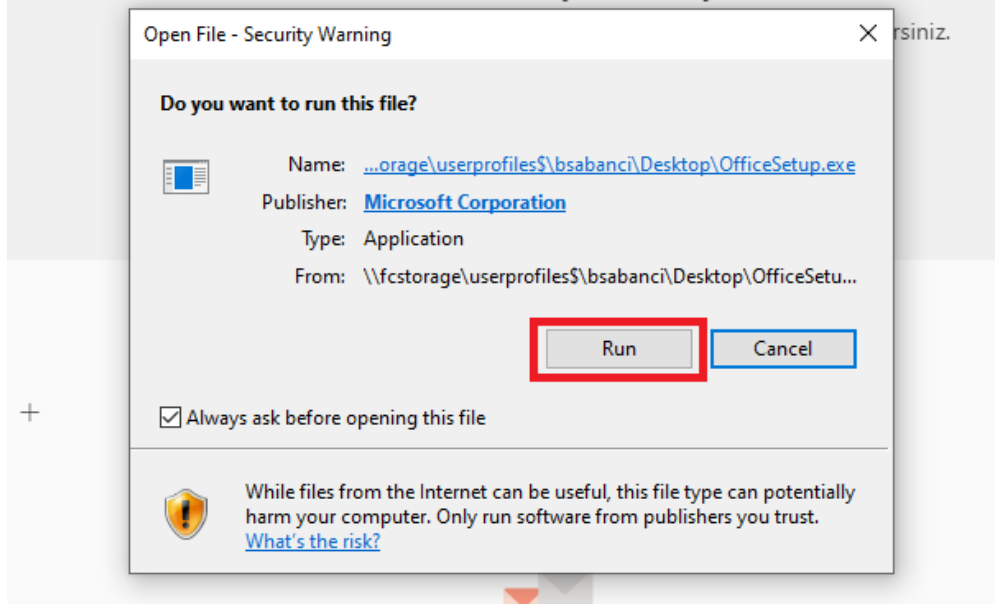 rsiniz.
Open File - Security Warning
Do you want to run this file?
Name: ...orage\userprofiles$\bsabanci\Desktop\OfficeSetup.exe
Publisher: Microsoft Corporation
Type: Application
From: \\fcstorage\userprofiles$\bsabanci\Desktop\OfficeSetu...
Run Cancel
Always ask before opening this file
While files from the Internet can be useful, this file type can potentially
harm your computer. Only run software from publishers you trust.
What's the risk?